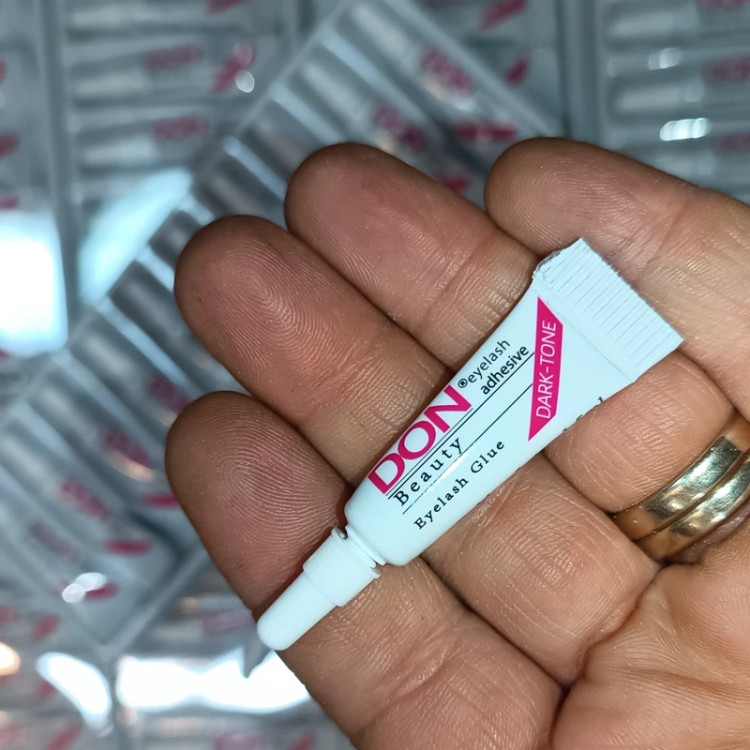 DON
®eyelash
adhesive
Beauty
Eyelash Glue
DARK-TONE